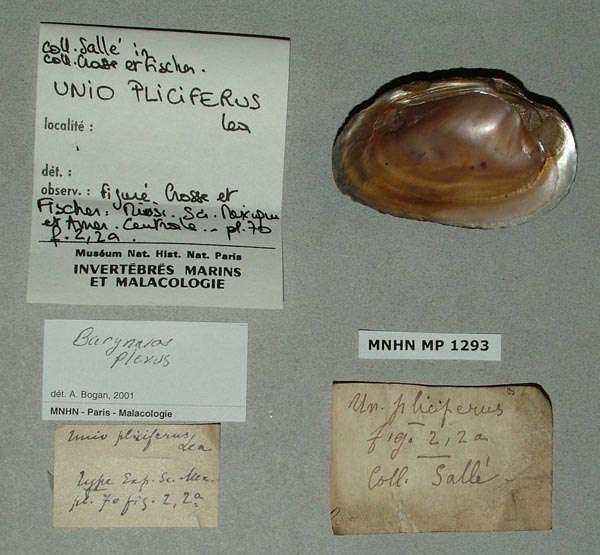 Coll. Sallé in
Coll. Crosse et Fischer.
UNIO PLICIFERUS
Lea
localité :
dét. :
observ. : figuré Crosse et
Fischer. Miss. Sci. Mexique
et Amer. Centrale.. pl. 70
f. 2, 2a.
Muséum Nat. Hist. Nat. Paris
INVERTÉBRÉS MARINS
ET MALACOLOGIE
Barynaias
plexus
dét. A. Bogan, 2001
MNHN - Paris - Malacologie
Unio pliciferus,
Lea
type Exp. Sc. Mex.
pl. 70 fig. 2, 2a
MNHN MP 1293
Un. pliciferus
fig. 2, 2a
Coll. Sallé